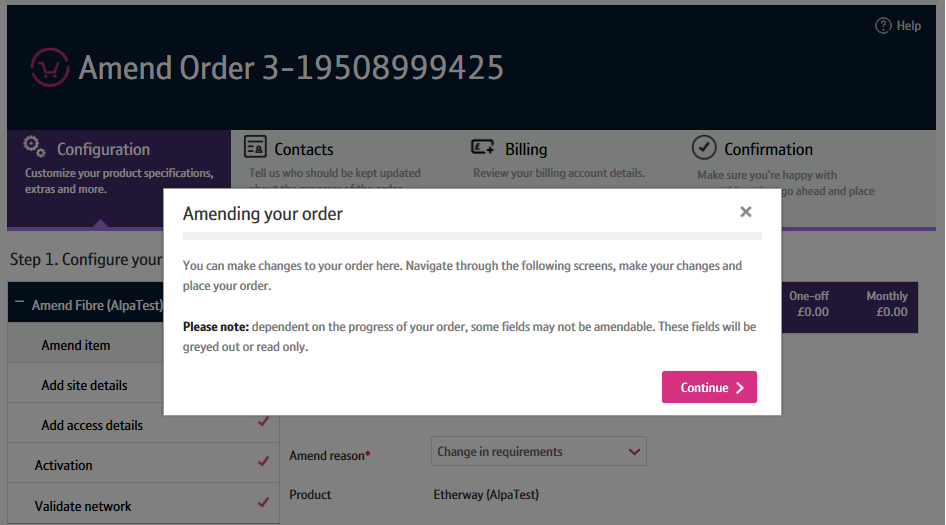 Help
Amend Order 3-19508999425
Configuration
Customize your product specifications,
extras and more.
Contacts
Tell us who should be kept updated
about the progress of the order
Billing
Review your billing account details.
Confirmation
Make sure you're happy with
go ahead and place
Amending your order
You can make changes to your order here. Navigate through the following screens, make your changes and
place your order.
Please note: dependent on the progress of your order, some fields may not be amendable. These fields will be
greyed out or read only.
Continue
Step 1. Configure your
Amend Fibre (AlpaTest)
One-off
£0.00
Monthly
£0.00
Amend item
Add site details
Add access details
Activation
Validate network
Amend reason*
Change in requirements
Product
Etherway (AlpaTest)